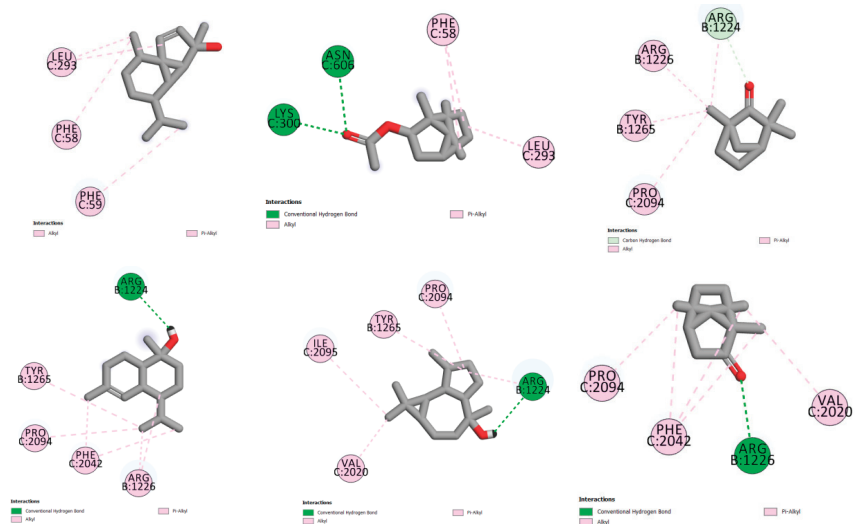 LEU
C:293
PHE
C:58
PHE
C:59
Interactions
Alkyl
Pi-Alkyl
ASN
C:606
LYS
C:300
PHE
C:58
LEU
C:293
Interactions
Conventional Hydrogen Bond
Alkyl
Pi-Alkyl
ARG
B:1224
ARG
B:1226
TYR
B:1265
PRO
C:2094
Interactions
Carbon Hydrogen Bond
Alkyl
Pi-Alkyl
ARG
B:1224
TYR
B:1265
PRO
C:2094
PHE
C:2042
ARG
B:1226
Interactions
Conventional Hydrogen Bond
Alkyl
Pi-Alkyl
PRO
C:2094
TYR
B:1265
ILE
C:2095
ARG
B:1224
VAL
C:2020
Interactions
Conventional Hydrogen Bond
Alkyl
Pi-Alkyl
PRO
C:2094
PHE
C:2042
VAL
C:2020
ARG
B:1226
Interactions
Conventional Hydrogen Bond
Alkyl
Pi-Alkyl